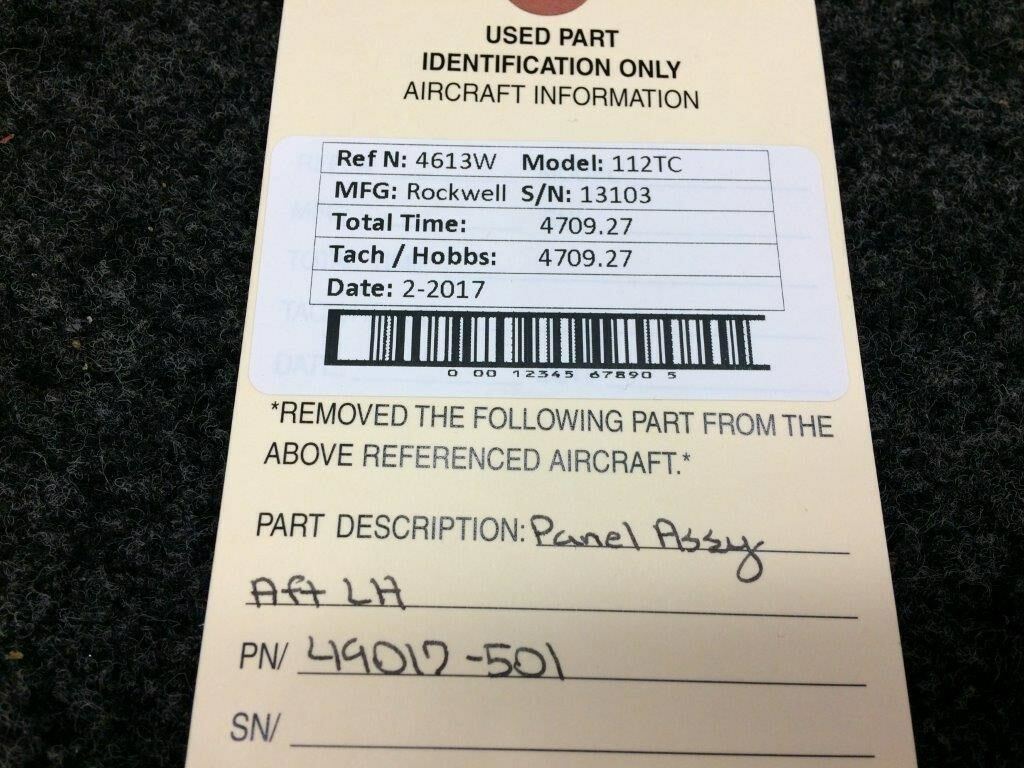 USED PART
IDENTIFICATION ONLY
AIRCRAFT INFORMATION
Ref N: 4613W Model: 112TC
MFG: Rockwell S/N: 13103
Total Time: 4709.27
Tach / Hobbs: 4709.27
Date: 2-2017
0 00 12345 67890 5
*REMOVED THE FOLLOWING PART FROM THE
ABOVE REFERENCED AIRCRAFT.*
PART DESCRIPTION: Panel Assy
Aft LH
PN/ 49017-501
SN/